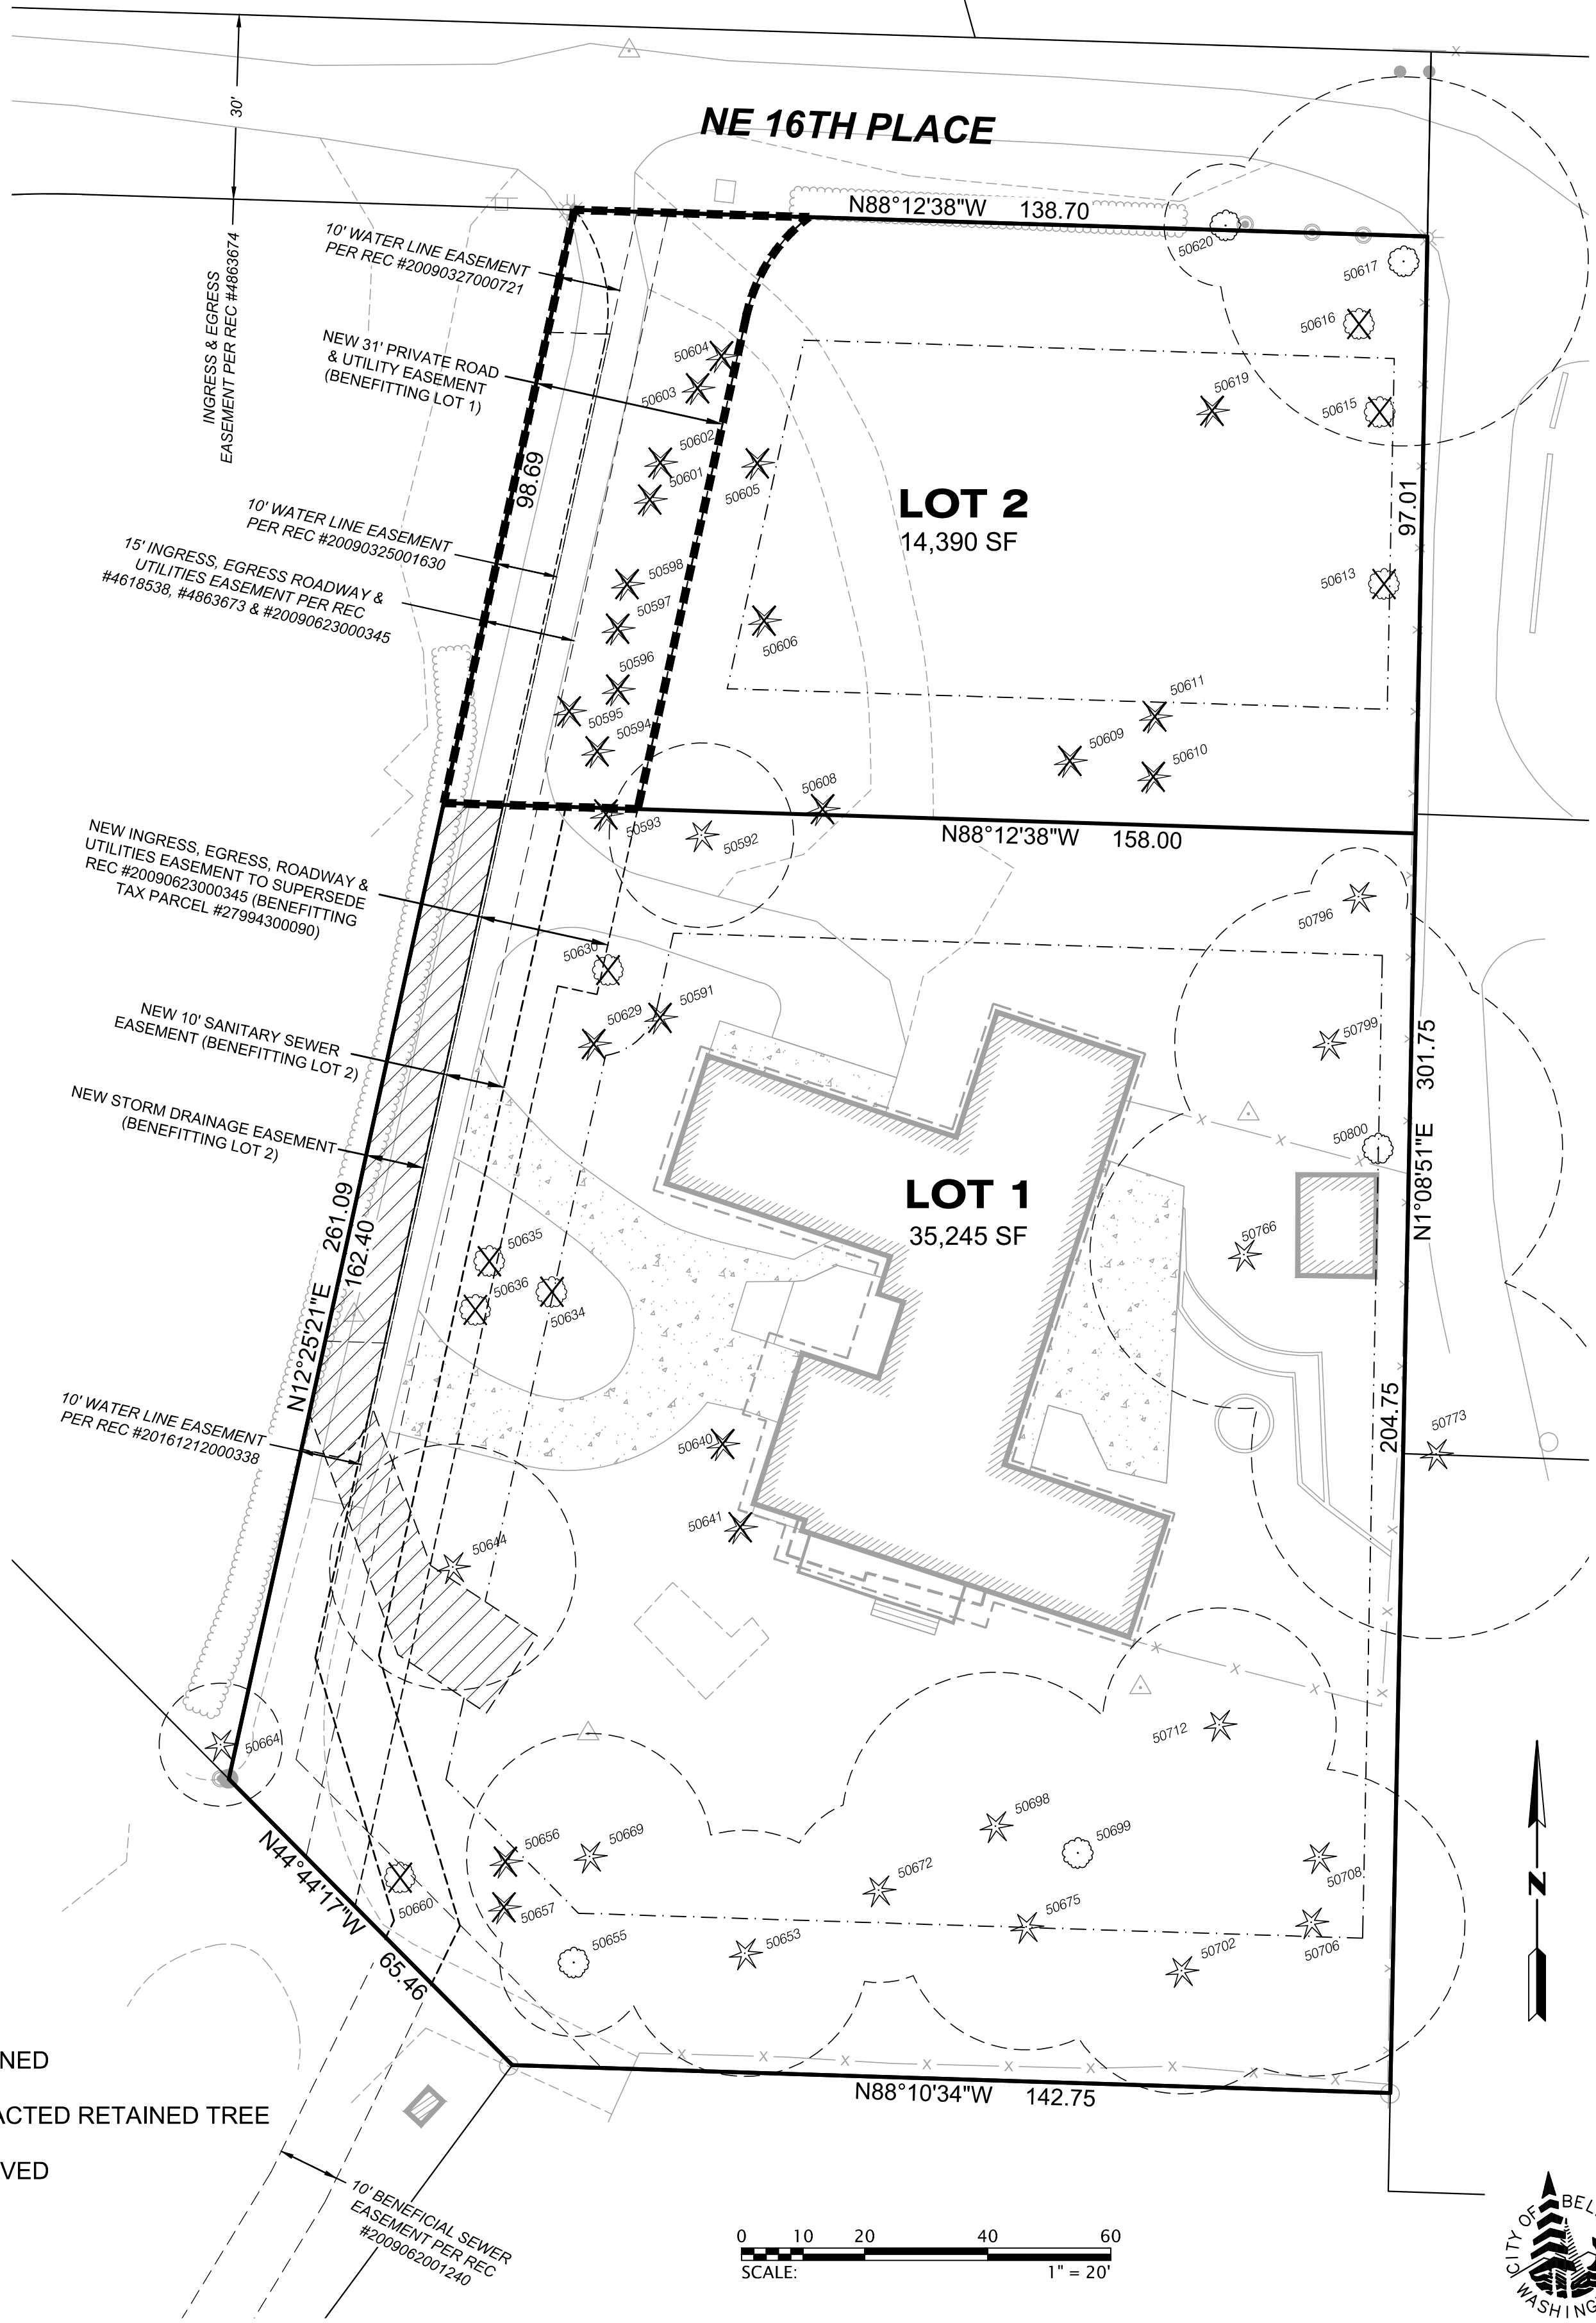 NE 16TH PLACE
30'
INGRESS & EGRESS
EASEMENT PER REC #4863674
N88°12'38"W 138.70
10' WATER LINE EASEMENT
PER REC #20090327000721
NEW 31' PRIVATE ROAD
& UTILITY EASEMENT
(BENEFITTING LOT 1)
50620
50617
50616
50604
50603
50619
50615
50602
50601
50605
98.69
LOT 2
14,390 SF
97.01
10' WATER LINE EASEMENT
PER REC #20090325001630
15' INGRESS, EGRESS ROADWAY &
UTILITIES EASEMENT PER REC
#4618538, #4863673 & #20090623000345
50598
50597
50613
50606
50596
50595
50594
50611
50609
50610
50608
50593
50592
N88°12'38"W 158.00
NEW INGRESS, EGRESS, ROADWAY &
UTILITIES EASEMENT TO SUPERSEDE
REC #20090623000345 (BENEFITTING
TAX PARCEL #27994300090)
50796
50630
50591
50629
50799
NEW 10' SANITARY SEWER
EASEMENT (BENEFITTING LOT 2)
NEW STORM DRAINAGE EASEMENT
(BENEFITTING LOT 2)
50800
N1°08'51"E 301.75
LOT 1
35,245 SF
50766
N12°25'21"E 261.09
162.40
50635
50636
50634
204.75
10' WATER LINE EASEMENT
PER REC #20161212000338
50640
50773
50641
50644
50664
50712
50698
50699
50656
50669
50672
50708
50660
50657
50675
50655
50653
50702
50706
N44°44'17"W 65.46
N88°10'34"W 142.75
N
NED
ACTED RETAINED TREE
VED
10' BENEFICIAL SEWER
EASEMENT PER REC
#2009062001240
0 10 20 40 60
SCALE: 1" = 20'
CITY OF BEL
WASHING